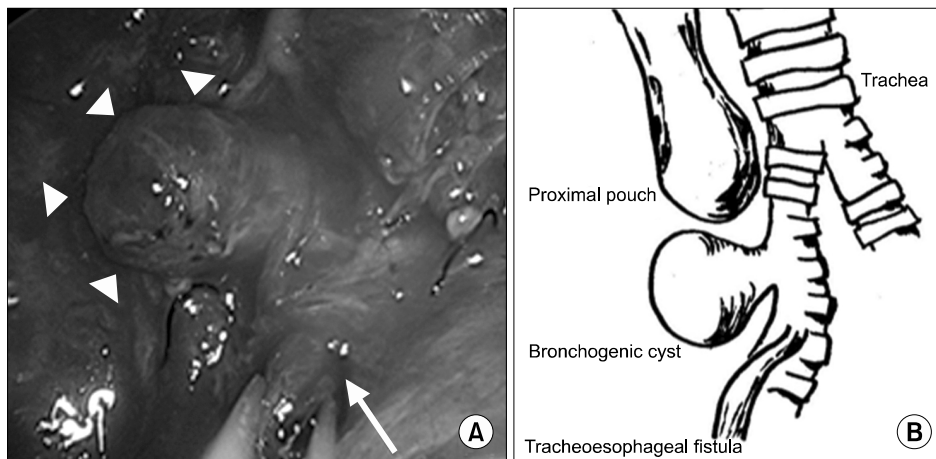 A
Trachea
Proximal pouch
Bronchogenic cyst
Tracheoesophageal fistula
B